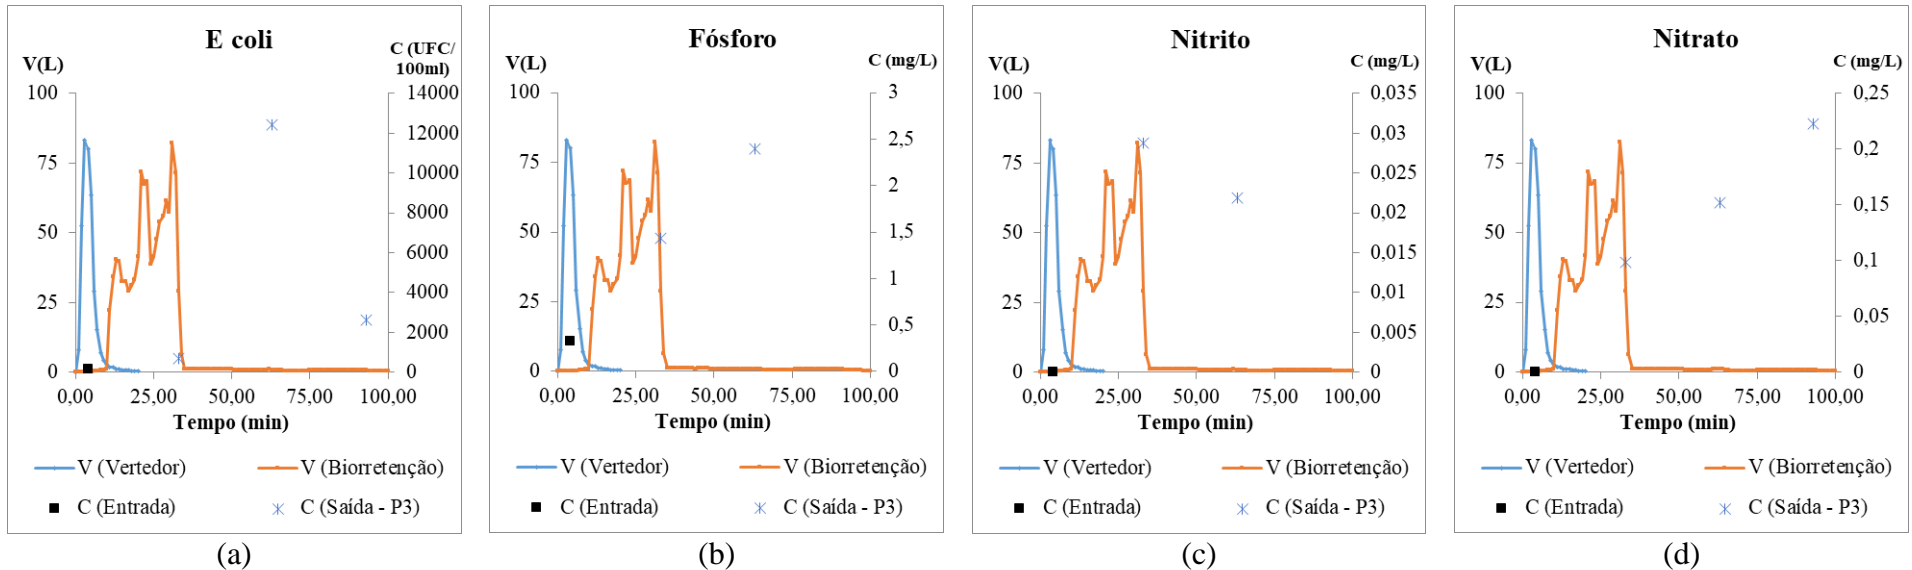 E coli
V(L)
C (UFC/
100ml)
100
75
50
25
0
14000
12000
10000
8000
6000
4000
2000
0
0,00 25,00 50,00 75,00 100,00
Tempo (min)
V (Vertedor) V (Biorretenção)
C (Entrada) C (Saída - P3)
(a)
Fósforo
V(L)
C (mg/L)
100
75
50
25
0
3
2,5
2
1,5
1
0,5
0
0,00 25,00 50,00 75,00 100,00
Tempo (min)
V (Vertedor) V (Biorretenção)
C (Entrada) C (Saída - P3)
(b)
Nitrito
V(L)
C (mg/L)
100
75
50
25
0
0,035
0,03
0,025
0,02
0,015
0,01
0,005
0
0,00 25,00 50,00 75,00 100,00
Tempo (min)
V (Vertedor) V (Biorretenção)
C (Entrada) C (Saída - P3)
(c)
Nitrato
V(L)
C (mg/L)
100
75
50
25
0
0,25
0,2
0,15
0,1
0,05
0
0,00 25,00 50,00 75,00 100,00
Tempo (min)
V (Vertedor) V (Biorretenção)
C (Entrada) C (Saída - P3)
(d)